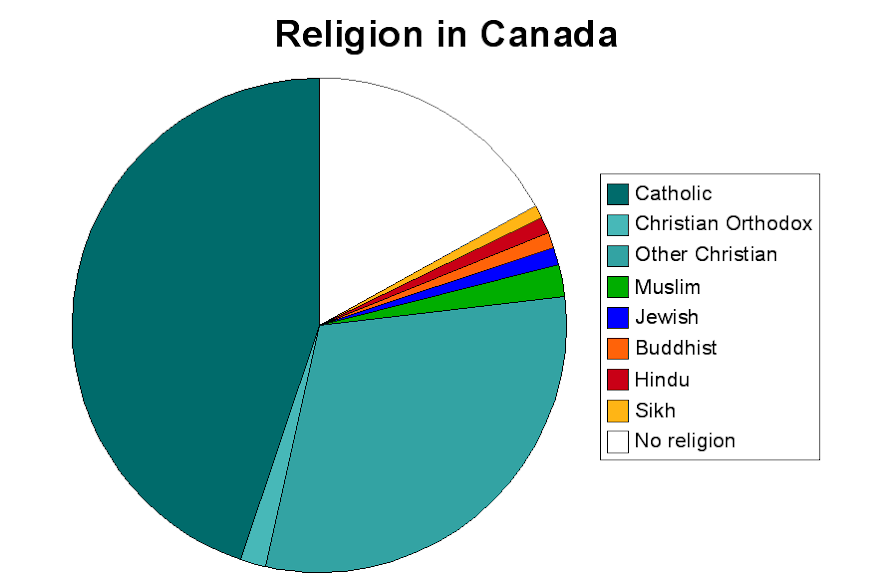 Religion in Canada
Catholic
Christian Orthodox
Other Christian
Muslim
Jewish
Buddhist
Hindu
Sikh
No religion